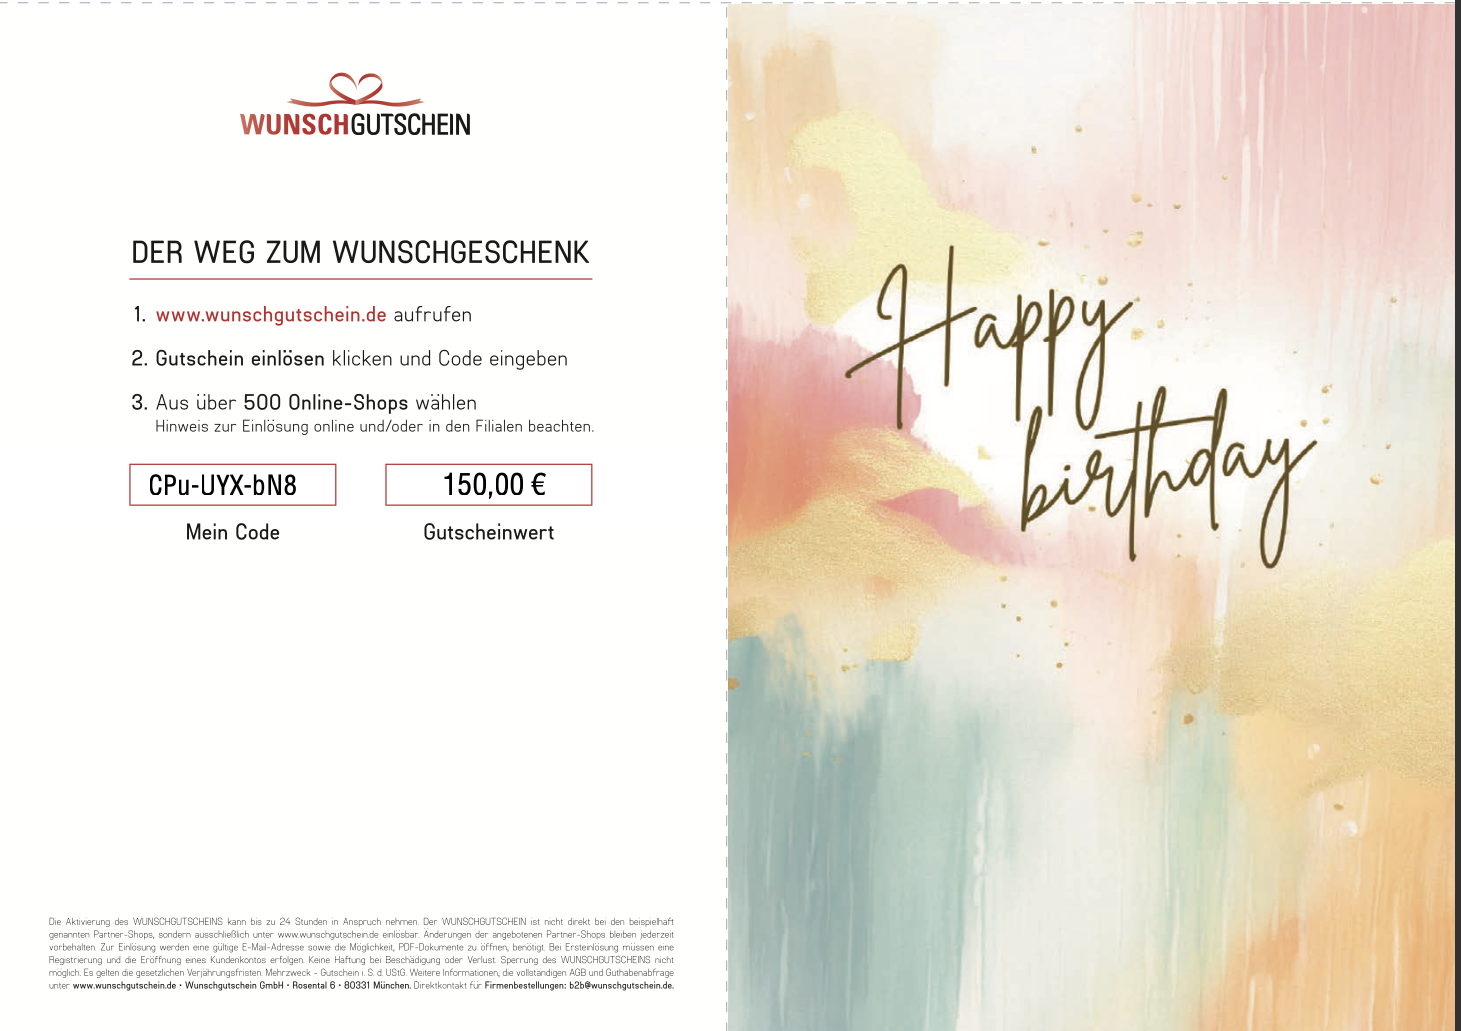 WUNSCHGUTSCHEIN
DER WEG ZUM WUNSCHGESCHENK
1. www.wunschgutschein.de aufrufen
2. Gutschein einlösen klicken und Code eingeben
3. Aus über 500 Online-Shops wählen
Hinweis zur Einlösung online und/oder in den Filialen beachten.
CPu-UYX-bN8
150,00 €
Mein Code
Gutscheinwert
Die Aktivierung des WUNSCHGUTSCHEINS kann bis zu 24 Stunden in Anspruch nehmen. Der WUNSCHGUTSCHEIN ist nicht direkt bei den beispielhaft
genannten Partner-Shops, sondern ausschließlich unter www.wunschgutschein.de einlösbar. Änderungen der angebotenen Partner-Shops bleiben jederzeit
vorbehalten. Zur Einlösung werden eine gültige E-Mail-Adresse sowie die Möglichkeit, PDF-Dokumente zu öffnen, benötigt. Bei Ersteinlösung müssen eine
Registrierung und die Eröffnung eines Kundenkontos erfolgen. Keine Haftung bei Beschädigung oder Verlust. Sperrung des WUNSCHGUTSCHEINS nicht
möglich. Es gelten die gesetzlichen Verjährungsfristen. Mehrzweck - Gutschein i. S. d. UStG. Weitere Informationen, die vollständigen AGB und Guthabenabfrage
unter www.wunschgutschein.de • Wunschgutschein GmbH • Rosental 6 • 80331 München. Direktkontakt für Firmenbestellungen: b2b@wunschgutschein.de.
Happy
birthday